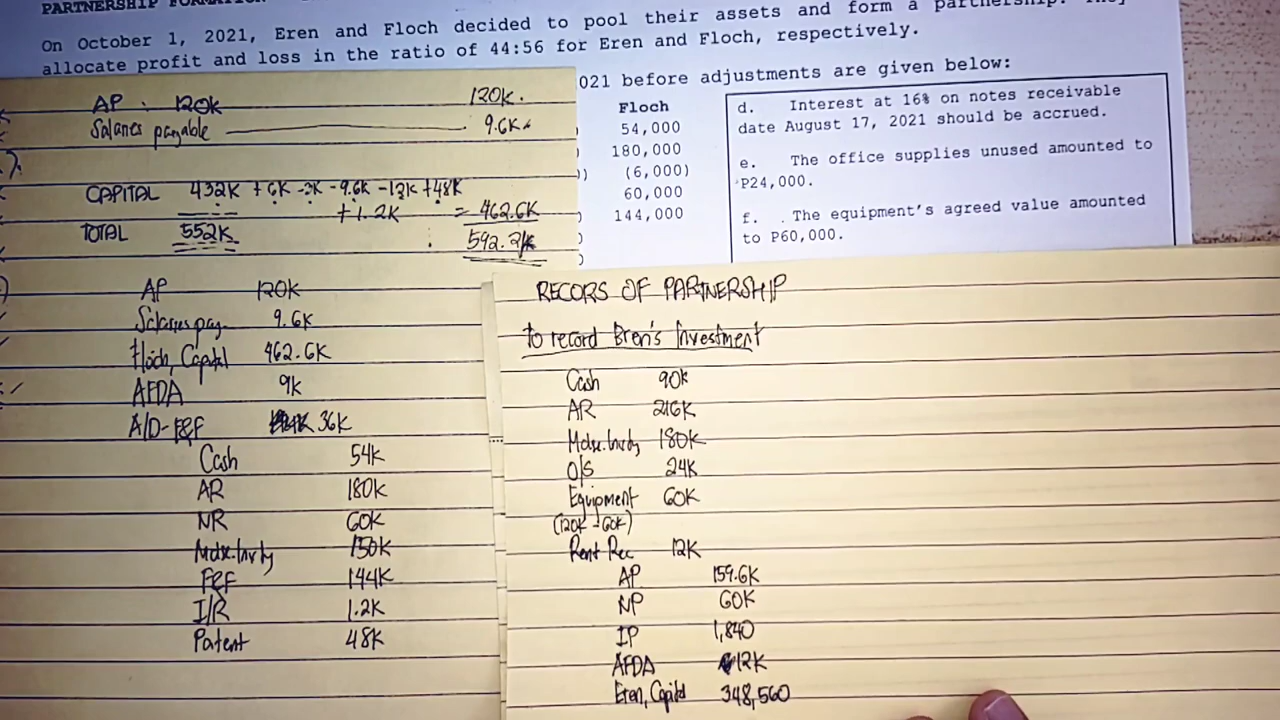 On October 1, 2021, Eren and Floch decided to pool their assets and form a partnership.
allocate profit and loss in the ratio of 44:56 for Eren and Floch, respectively.
021 before adjustments are given below:
Floch
54,000
180,000
(6,000)
60,000
144,000
d. Interest at 16% on notes receivable
date August 17, 2021 should be accrued.
e. The office supplies unused amounted to
P24,000.
f. The equipment's agreed value amounted
to P60,000.
AP 120K 120K.
Salaries payable 9.6K
CAPITAL 432K + 6K -3K -9.6K -12K +48K
+1.2K = 462.6K
TOTAL 552K 592.2K
AP 120K
Salaries pay. 9.6K
Floch, Capital 462.6K
AFDA 9K
A/D-F&F 36K
Cash 54K
AR 180K
NR 60K
Mdse. Invty 150K
F&F 144K
I/R 1.2K
Patent 48K
RECORS OF PARTNERSHIP
to record Eren's Investment
Cash 90K
AR 216K
Mdse. Invty 180K
O/S 24K
Equipment 60K
(120K - 60K)
Rent Rec 12K
AP 159.6K
NP 60K
IP 1,840
AFDA 12K
Eren, Capital 348,560